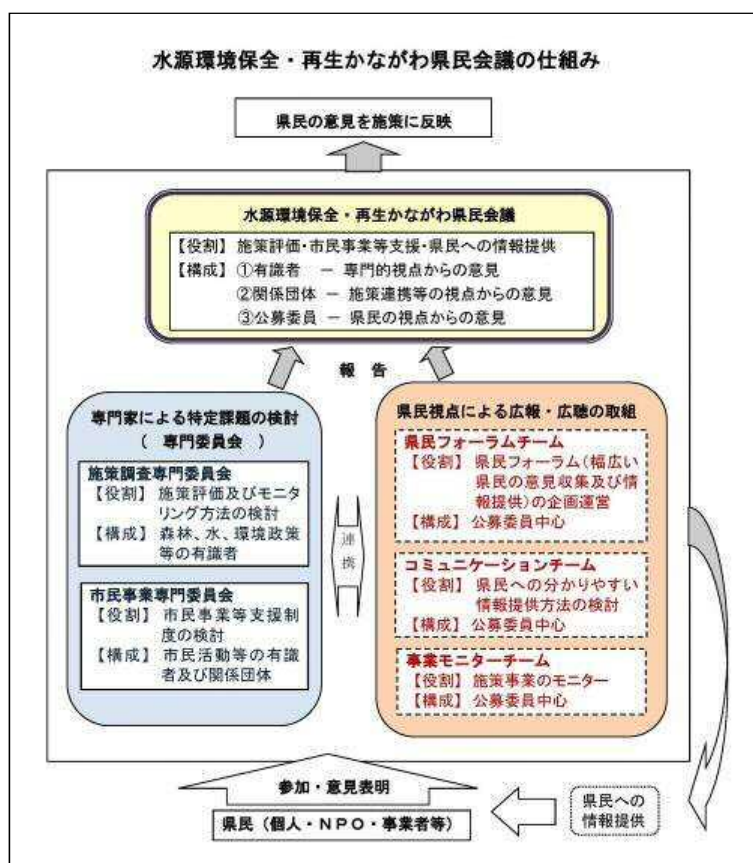 水源環境保全・再生かながわ県民会議の仕組み
県民の意見を施策に反映
水源環境保全・再生かながわ県民会議
【役割】 施策評価・市民事業等支援・県民への情報提供
【構成】 ①有識者 － 専門的視点からの意見
②関係団体 － 施策連携等の視点からの意見
③公募委員 － 県民の視点からの意見
報 告
専門家による特定課題の検討
（ 専門委員会 ）
施策調査専門委員会
【役割】 施策評価及びモニタ
リング方法の検討
【構成】 森林、水、環境政策
等の有識者
市民事業専門委員会
【役割】 市民事業等支援制
度の検討
【構成】 市民活動等の有識
者及び関係団体
連
携
県民視点による広報・広聴の取組
県民フォーラムチーム
【役割】 県民フォーラム（幅広い
県民の意見収集及び情
報提供）の企画運営
【構成】 公募委員中心
コミュニケーションチーム
【役割】 県民への分かりやすい
情報提供方法の検討
【構成】 公募委員中心
事業モニターチーム
【役割】 施策事業のモニター
【構成】 公募委員中心
参加・意見表明
県民（個人・ＮＰＯ・事業者等）
県民への
情報提供